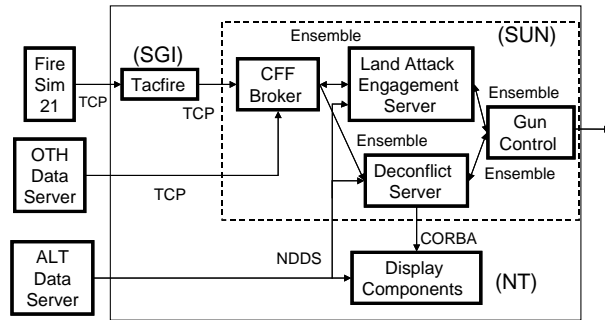 Ensemble
(SUN)
(SGI)
Fire
Sim
21
Tacfire
CFF
Broker
Land Attack
Engagement
Server
TCP
TCP
Ensemble
Gun
Control
OTH
Data
Server
TCP
Ensemble
Deconflict
Server
Ensemble
CORBA
ALT
Data
Server
NDDS
Display
Components
(NT)